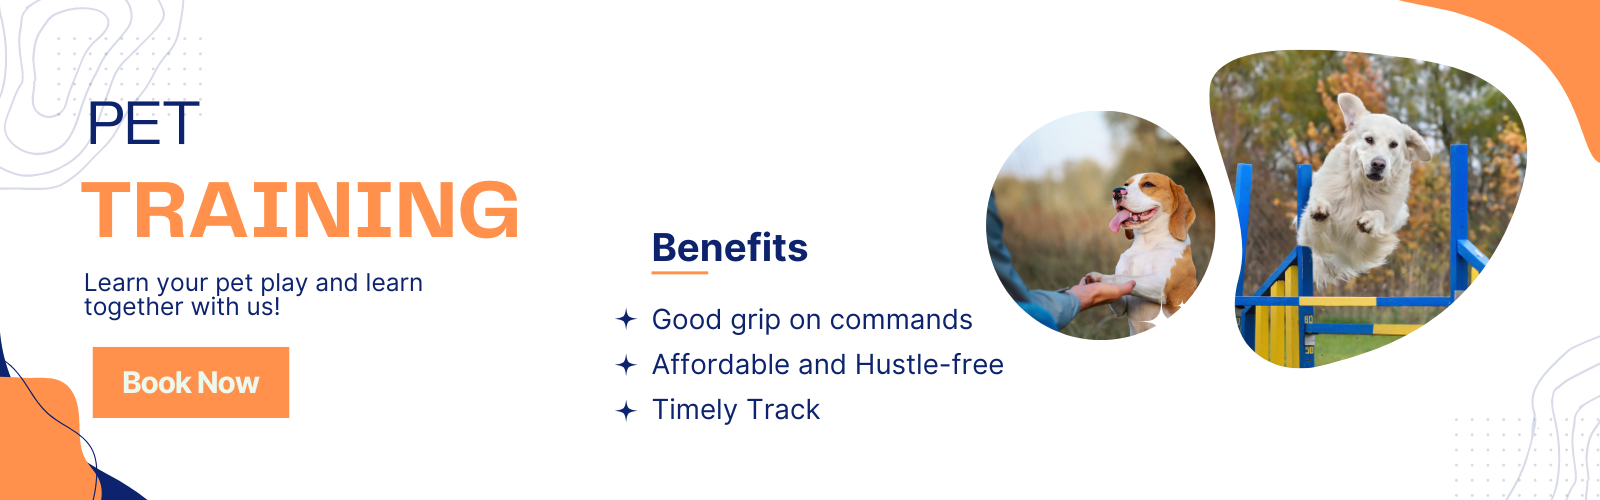 PET
TRAINING
Learn your pet play and learn
together with us!
Book Now
Benefits
Good grip on commands
Affordable and Hustle-free
Timely Track